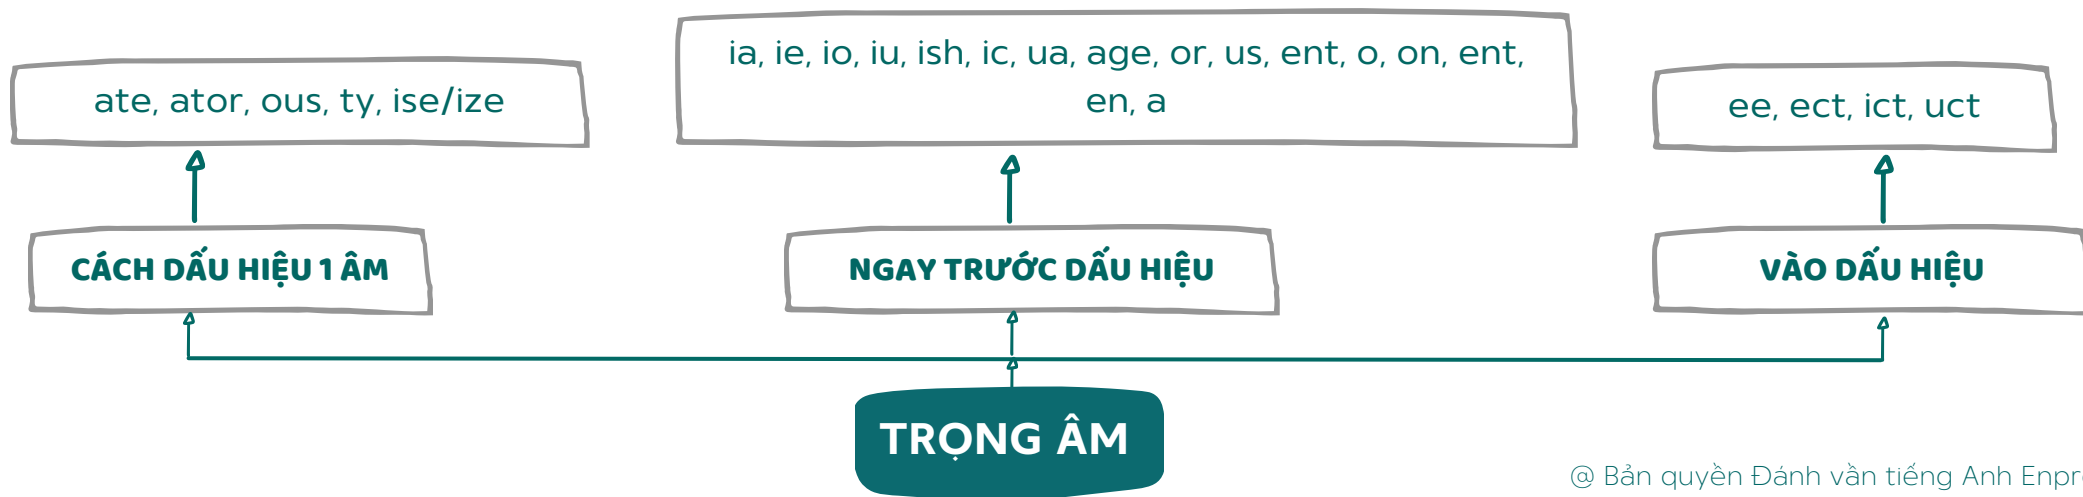 ate, ator, ous, ty, ise/ize
ia, ie, io, iu, ish, ic, ua, age, or, us, ent, o, on, ent,
en, a
ee, ect, ict, uct
CÁCH DẤU HIỆU 1 ÂM
NGAY TRƯỚC DẤU HIỆU
VÀO DẤU HIỆU
TRỌNG ÂM
@ Bản quyền Đánh vần tiếng Anh